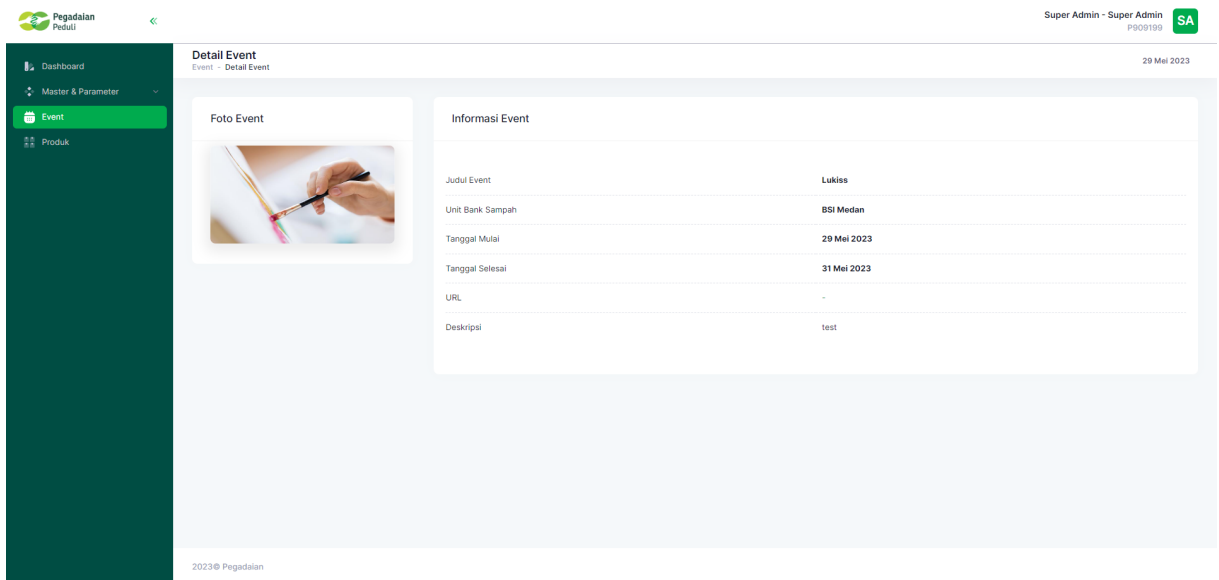 Pegadaian
Peduli
Super Admin - Super Admin
P909199
SA
Dashboard
Master & Parameter
Event
Produk
Detail Event
Event - Detail Event
29 Mei 2023
Foto Event
Informasi Event
Judul Event Lukiss
Unit Bank Sampah BSI Medan
Tanggal Mulai 29 Mei 2023
Tanggal Selesai 31 Mei 2023
URL -
Deskripsi test
2023© Pegadaian